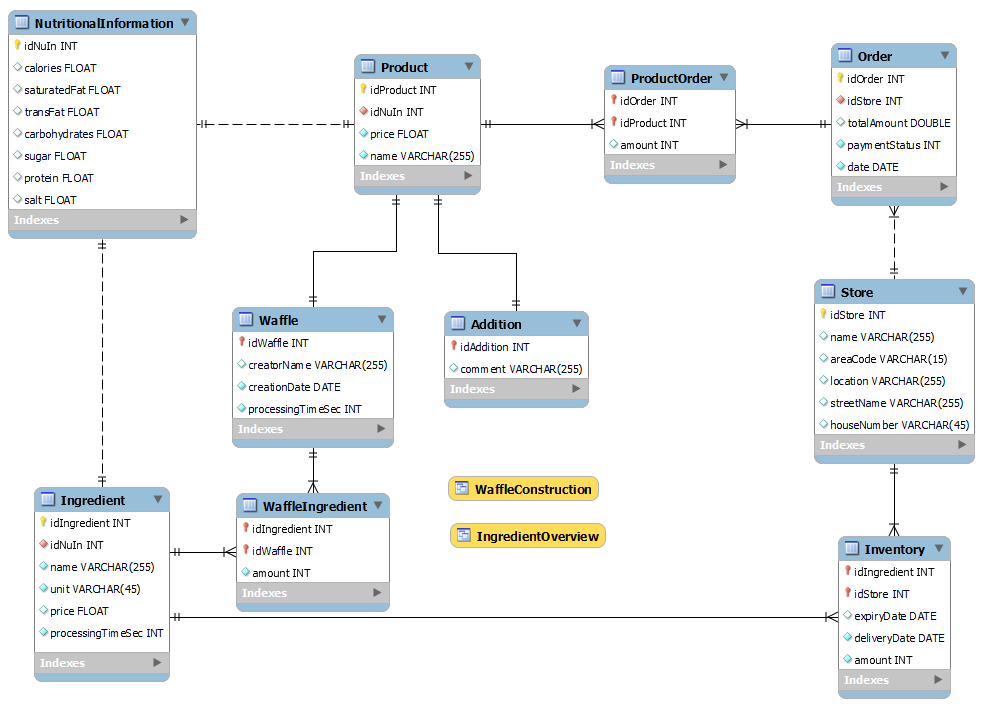 NutritionalInformation
idNuIn INT
calories FLOAT
saturatedFat FLOAT
transFat FLOAT
carbohydrates FLOAT
sugar FLOAT
protein FLOAT
salt FLOAT
Indexes
Product
idProduct INT
idNuIn INT
price FLOAT
name VARCHAR(255)
Indexes
ProductOrder
idOrder INT
idProduct INT
amount INT
Indexes
Order
idOrder INT
idStore INT
totalAmount DOUBLE
paymentStatus INT
date DATE
Indexes
Waffle
idWaffle INT
creatorName VARCHAR(255)
creationDate DATE
processingTimeSec INT
Indexes
Addition
idAddition INT
comment VARCHAR(255)
Indexes
Store
idStore INT
name VARCHAR(255)
areaCode VARCHAR(15)
location VARCHAR(255)
streetName VARCHAR(255)
houseNumber VARCHAR(45)
Indexes
Ingredient
idIngredient INT
idNuIn INT
name VARCHAR(255)
unit VARCHAR(45)
price FLOAT
processingTimeSec INT
Indexes
WaffleIngredient
idIngredient INT
idWaffle INT
amount INT
Indexes
WaffleConstruction
IngredientOverview
Inventory
idIngredient INT
idStore INT
expiryDate DATE
deliveryDate DATE
amount INT
Indexes